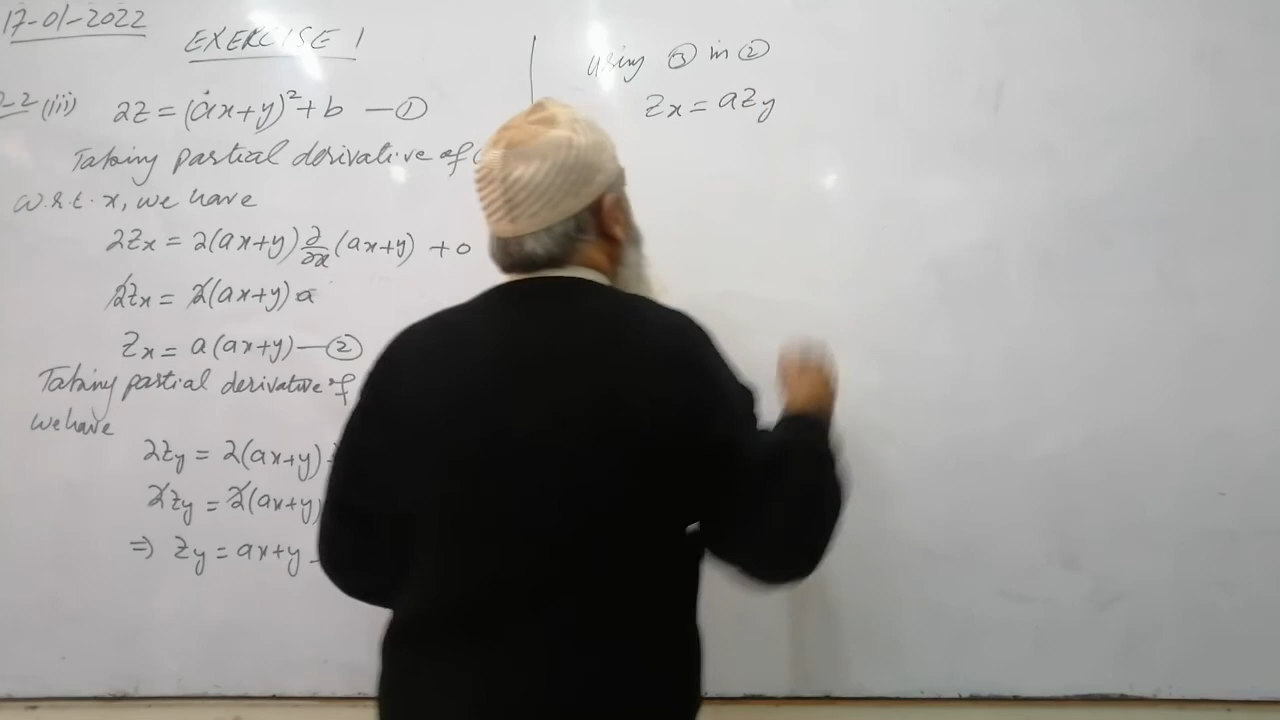 17-01-2022
EXERCISE 1
Q-2 (iii) 2z = (ax+y)² + b — ①
Taking partial derivative of
w.r.t. x, we have
2zx = 2(ax+y) ∂/∂x (ax+y) + 0
2zx = 2(ax+y) a
zx = a(ax+y) — ②
Taking partial derivative of
we have
2zy = 2(ax+y)
2zy = 2(ax+y)
⇒ zy = ax+y
using ③ in ②
zx = azy